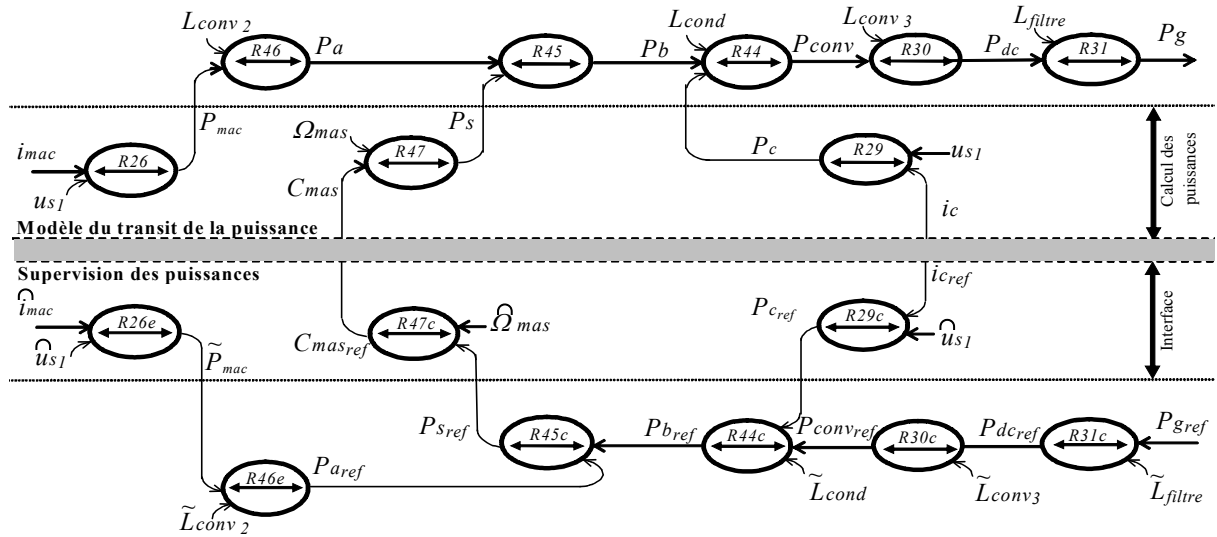 Lconv 2
R46
Pa
R45
Pb
Lcond
R44
Pconv
Lconv 3
R30
Pdc
Lfiltre
R31
Pg
Pmac
Ps
imac
us1
R26
Ωmas
R47
Cmas
Pc
R29
us1
ic
Calcul des puissances
Modèle du transit de la puissance
Supervision des puissances
îmac
ûs1
R26e
P̃mac
R47c
Ω̂mas
Cmasref
Pcref
R29c
icref
ûs1
Interface
Psref
R45c
Pbref
R44c
Pconvref
R30c
Pdcref
R31c
Pgref
Paref
R46e
L̃conv 2
L̃cond
L̃conv3
L̃filtre